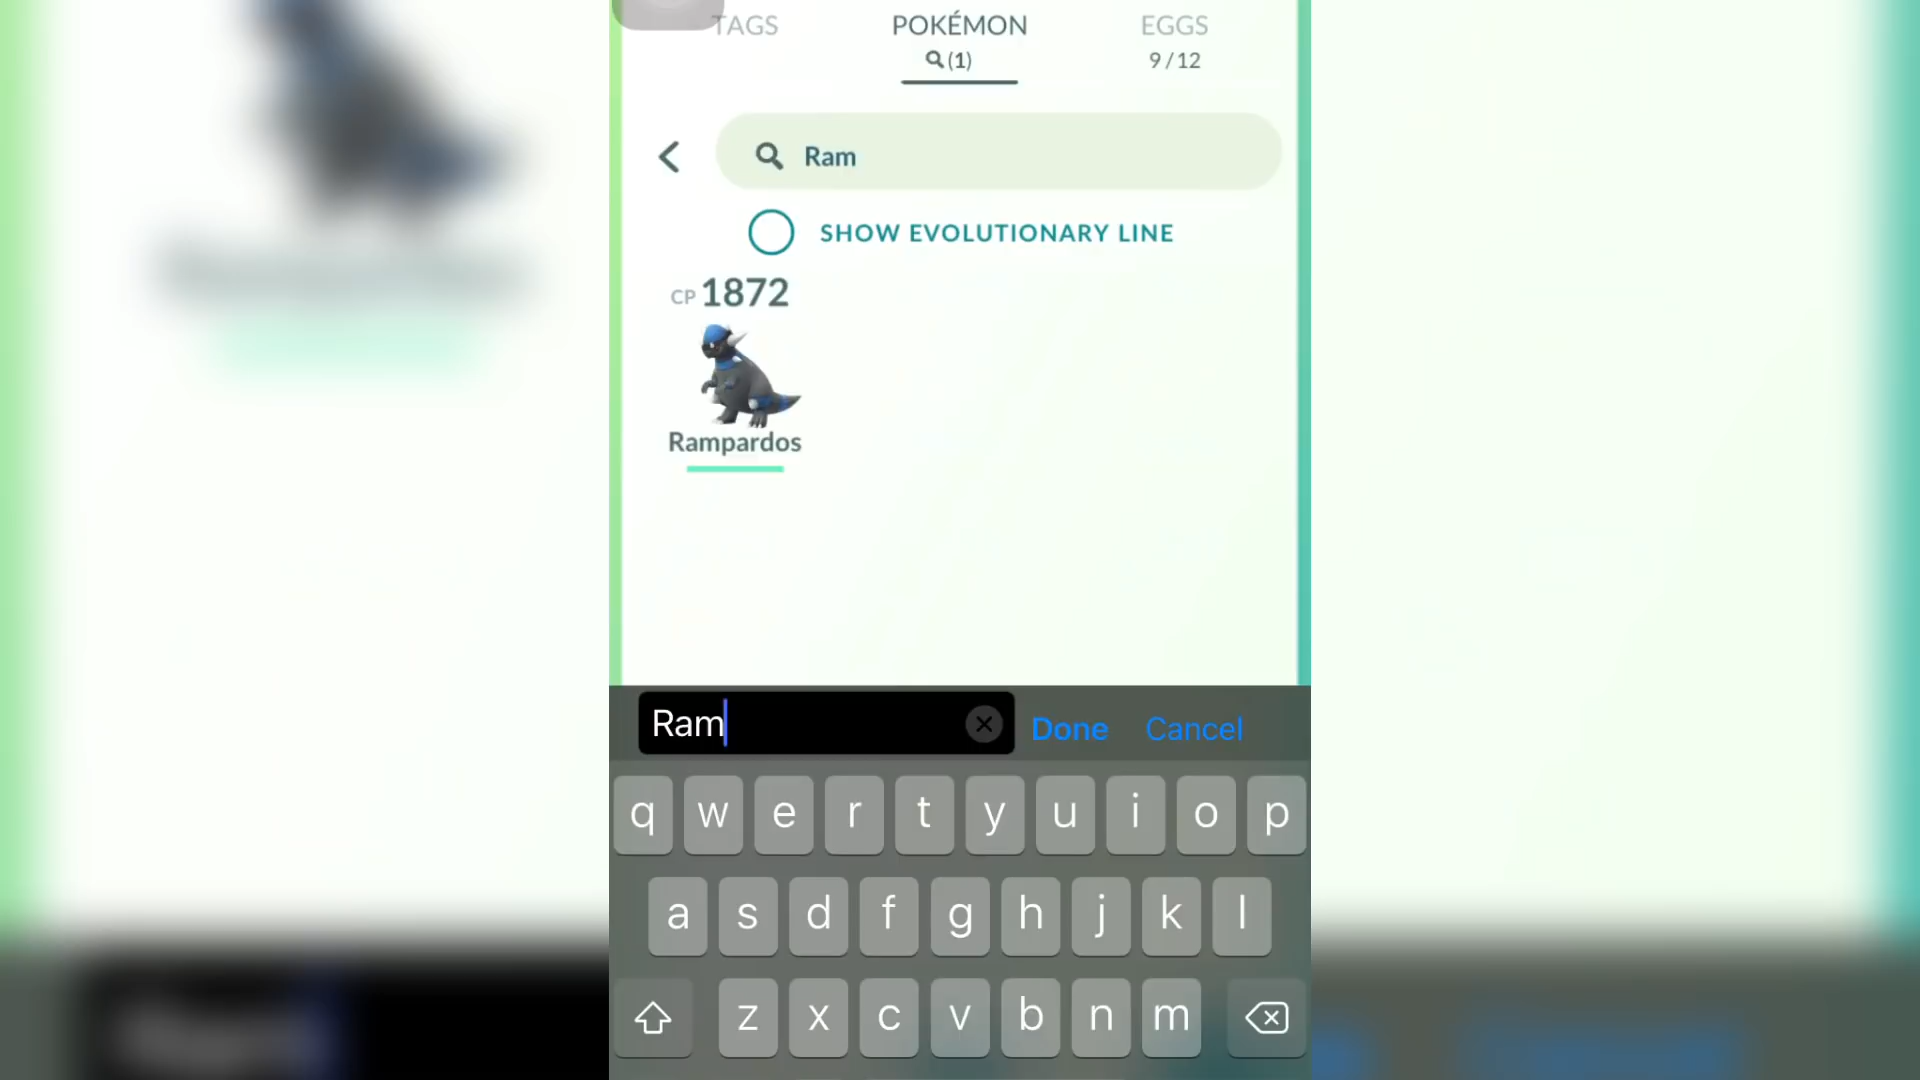 TAGS
POKÉMON
EGGS
(1)
9 / 12
Ram
SHOW EVOLUTIONARY LINE
CP 1872
Rampardos
Ram
Done
Cancel
q w e r t y u i o p
a s d f g h j k l
z x c v b n m